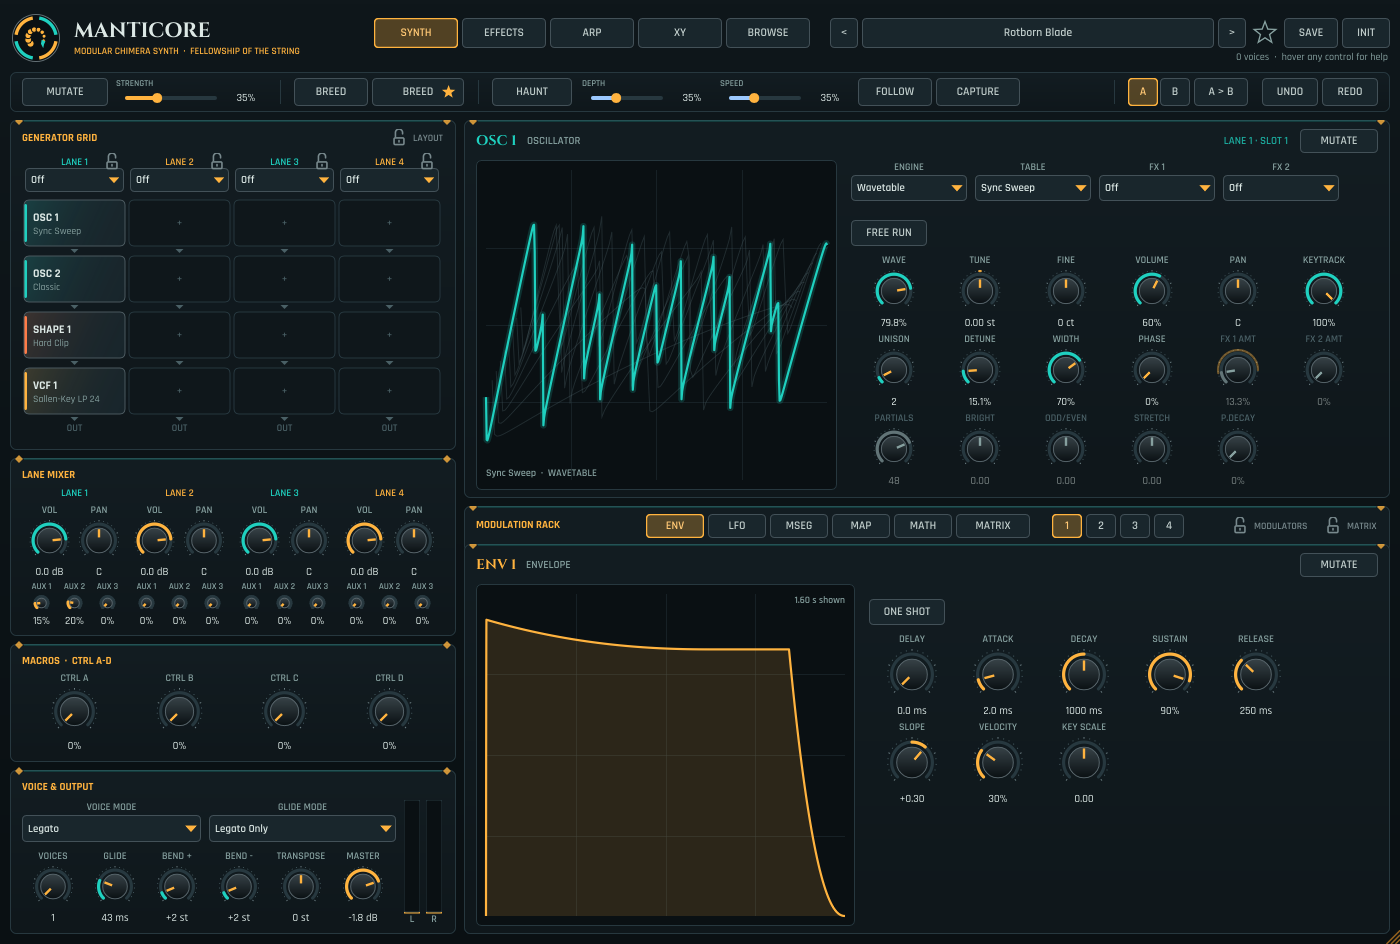 MANTICORE
MODULAR CHIMERA SYNTH · FELLOWSHIP OF THE STRING
SYNTH EFFECTS ARP XY BROWSE < Rotborn Blade > SAVE INIT
0 voices · hover any control for help
MUTATE STRENGTH 35% BREED BREED HAUNT DEPTH 35% SPEED 35% FOLLOW CAPTURE A B A > B UNDO REDO
GENERATOR GRID LAYOUT
LANE 1 LANE 2 LANE 3 LANE 4
Off Off Off Off
OSC 1 + + +
Sync Sweep
OSC 2 + + +
Classic
SHAPE 1 + + +
Hard Clip
VCF 1 + + +
Sallen-Key LP 24
OUT OUT OUT OUT
LANE MIXER
LANE 1 LANE 2 LANE 3 LANE 4
VOL PAN VOL PAN VOL PAN VOL PAN
0.0 dB C 0.0 dB C 0.0 dB C 0.0 dB C
AUX 1 AUX 2 AUX 3 AUX 1 AUX 2 AUX 3 AUX 1 AUX 2 AUX 3 AUX 1 AUX 2 AUX 3
15% 20% 0% 0% 0% 0% 0% 0% 0% 0% 0% 0%
MACROS · CTRL A-D
CTRL A CTRL B CTRL C CTRL D
0% 0% 0% 0%
VOICE & OUTPUT
VOICE MODE GLIDE MODE
Legato Legato Only
VOICES GLIDE BEND + BEND - TRANSPOSE MASTER
1 43 ms +2 st +2 st 0 st -1.8 dB L R
OSC 1 OSCILLATOR LANE 1 · SLOT 1 MUTATE
Sync Sweep · WAVETABLE
ENGINE TABLE FX 1 FX 2
Wavetable Sync Sweep Off Off
FREE RUN
WAVE TUNE FINE VOLUME PAN KEYTRACK
79.8% 0.00 st 0 ct 60% C 100%
UNISON DETUNE WIDTH PHASE FX 1 AMT FX 2 AMT
2 15.1% 70% 0% 13.3% 0%
PARTIALS BRIGHT ODD/EVEN STRETCH P.DECAY
48 0.00 0.00 0.00 0%
MODULATION RACK ENV LFO MSEG MAP MATH MATRIX 1 2 3 4 MODULATORS MATRIX
ENV 1 ENVELOPE MUTATE
1.60 s shown
ONE SHOT
DELAY ATTACK DECAY SUSTAIN RELEASE
0.0 ms 2.0 ms 1000 ms 90% 250 ms
SLOPE VELOCITY KEY SCALE
+0.30 30% 0.00